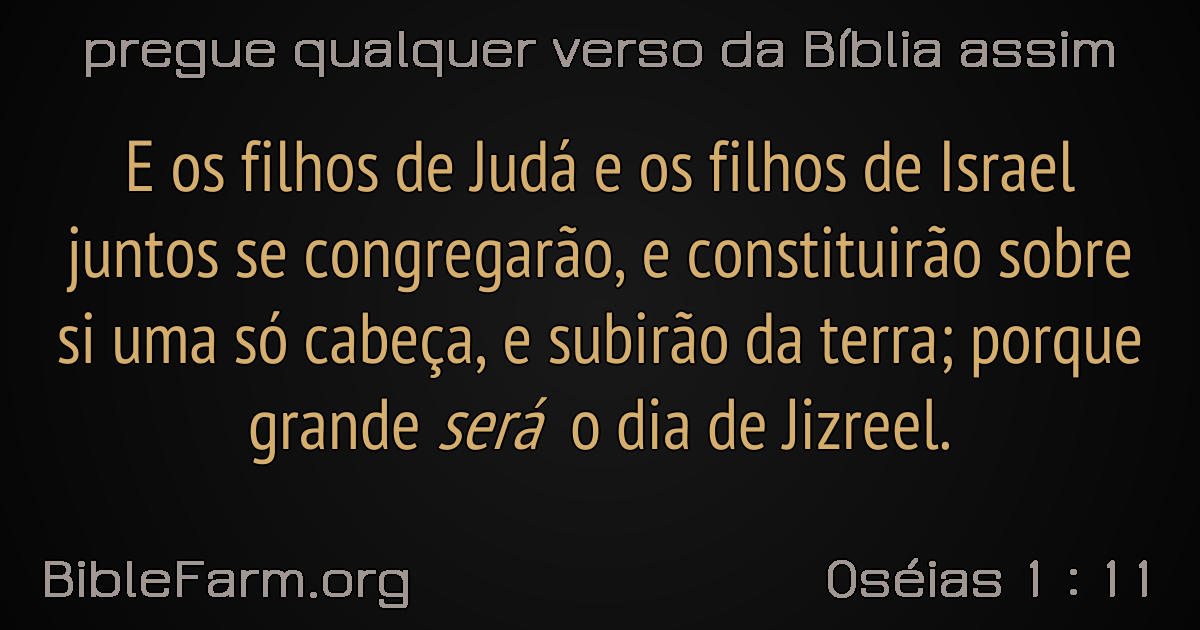 pregue qualquer verso da Bíblia assim
E os filhos de Judá e os filhos de Israel
juntos se congregarão, e constituirão sobre
si uma só cabeça, e subirão da terra; porque
grande será o dia de Jizreel.
BibleFarm.org
Oséias 1 : 11